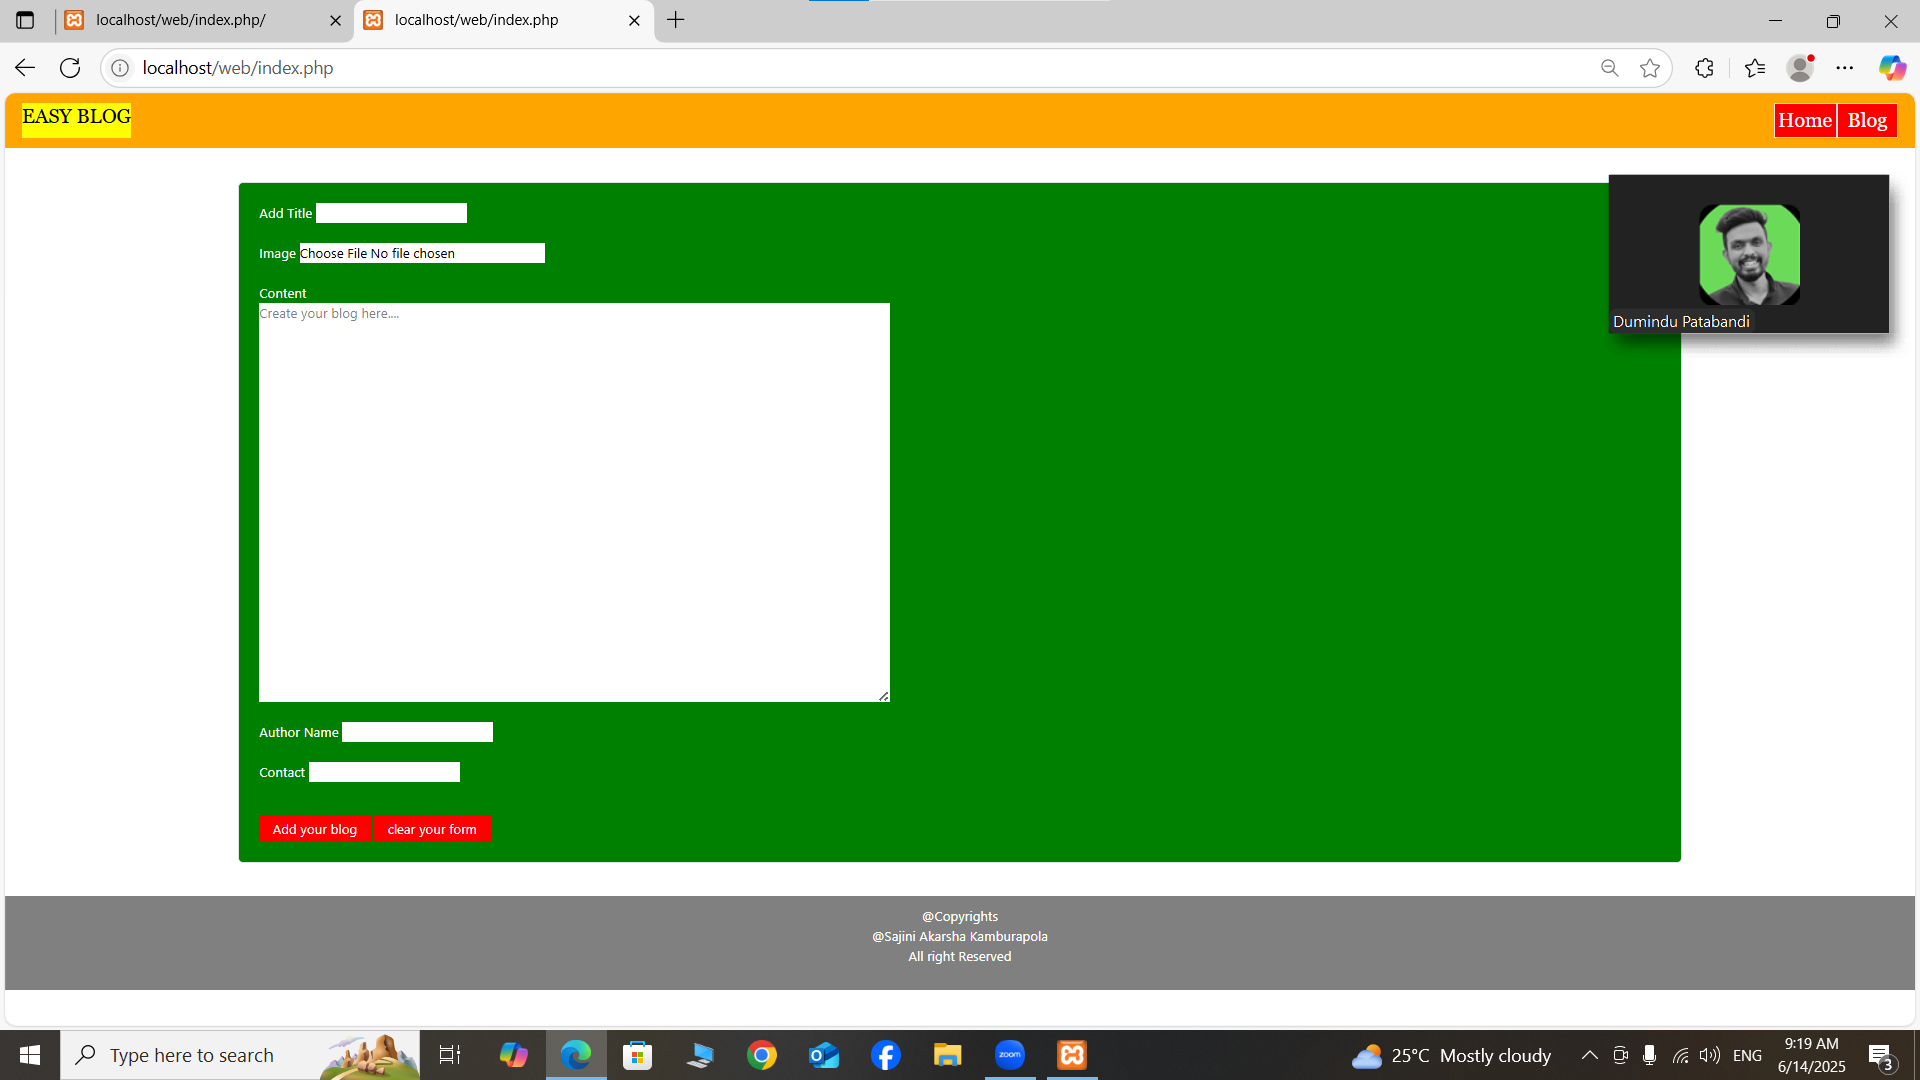 localhost/web/index.php/
localhost/web/index.php
localhost/web/index.php
EASY BLOG
Home Blog
Add Title
Image Choose File No file chosen
Content
Create your blog here....
Dumindu Patabandi
Author Name
Contact
Add your blog clear your form
@Copyrights
@Sajini Akarsha Kamburapola
All right Reserved
Type here to search
zoom
25°C Mostly cloudy
ENG
9:19 AM
6/14/2025
3